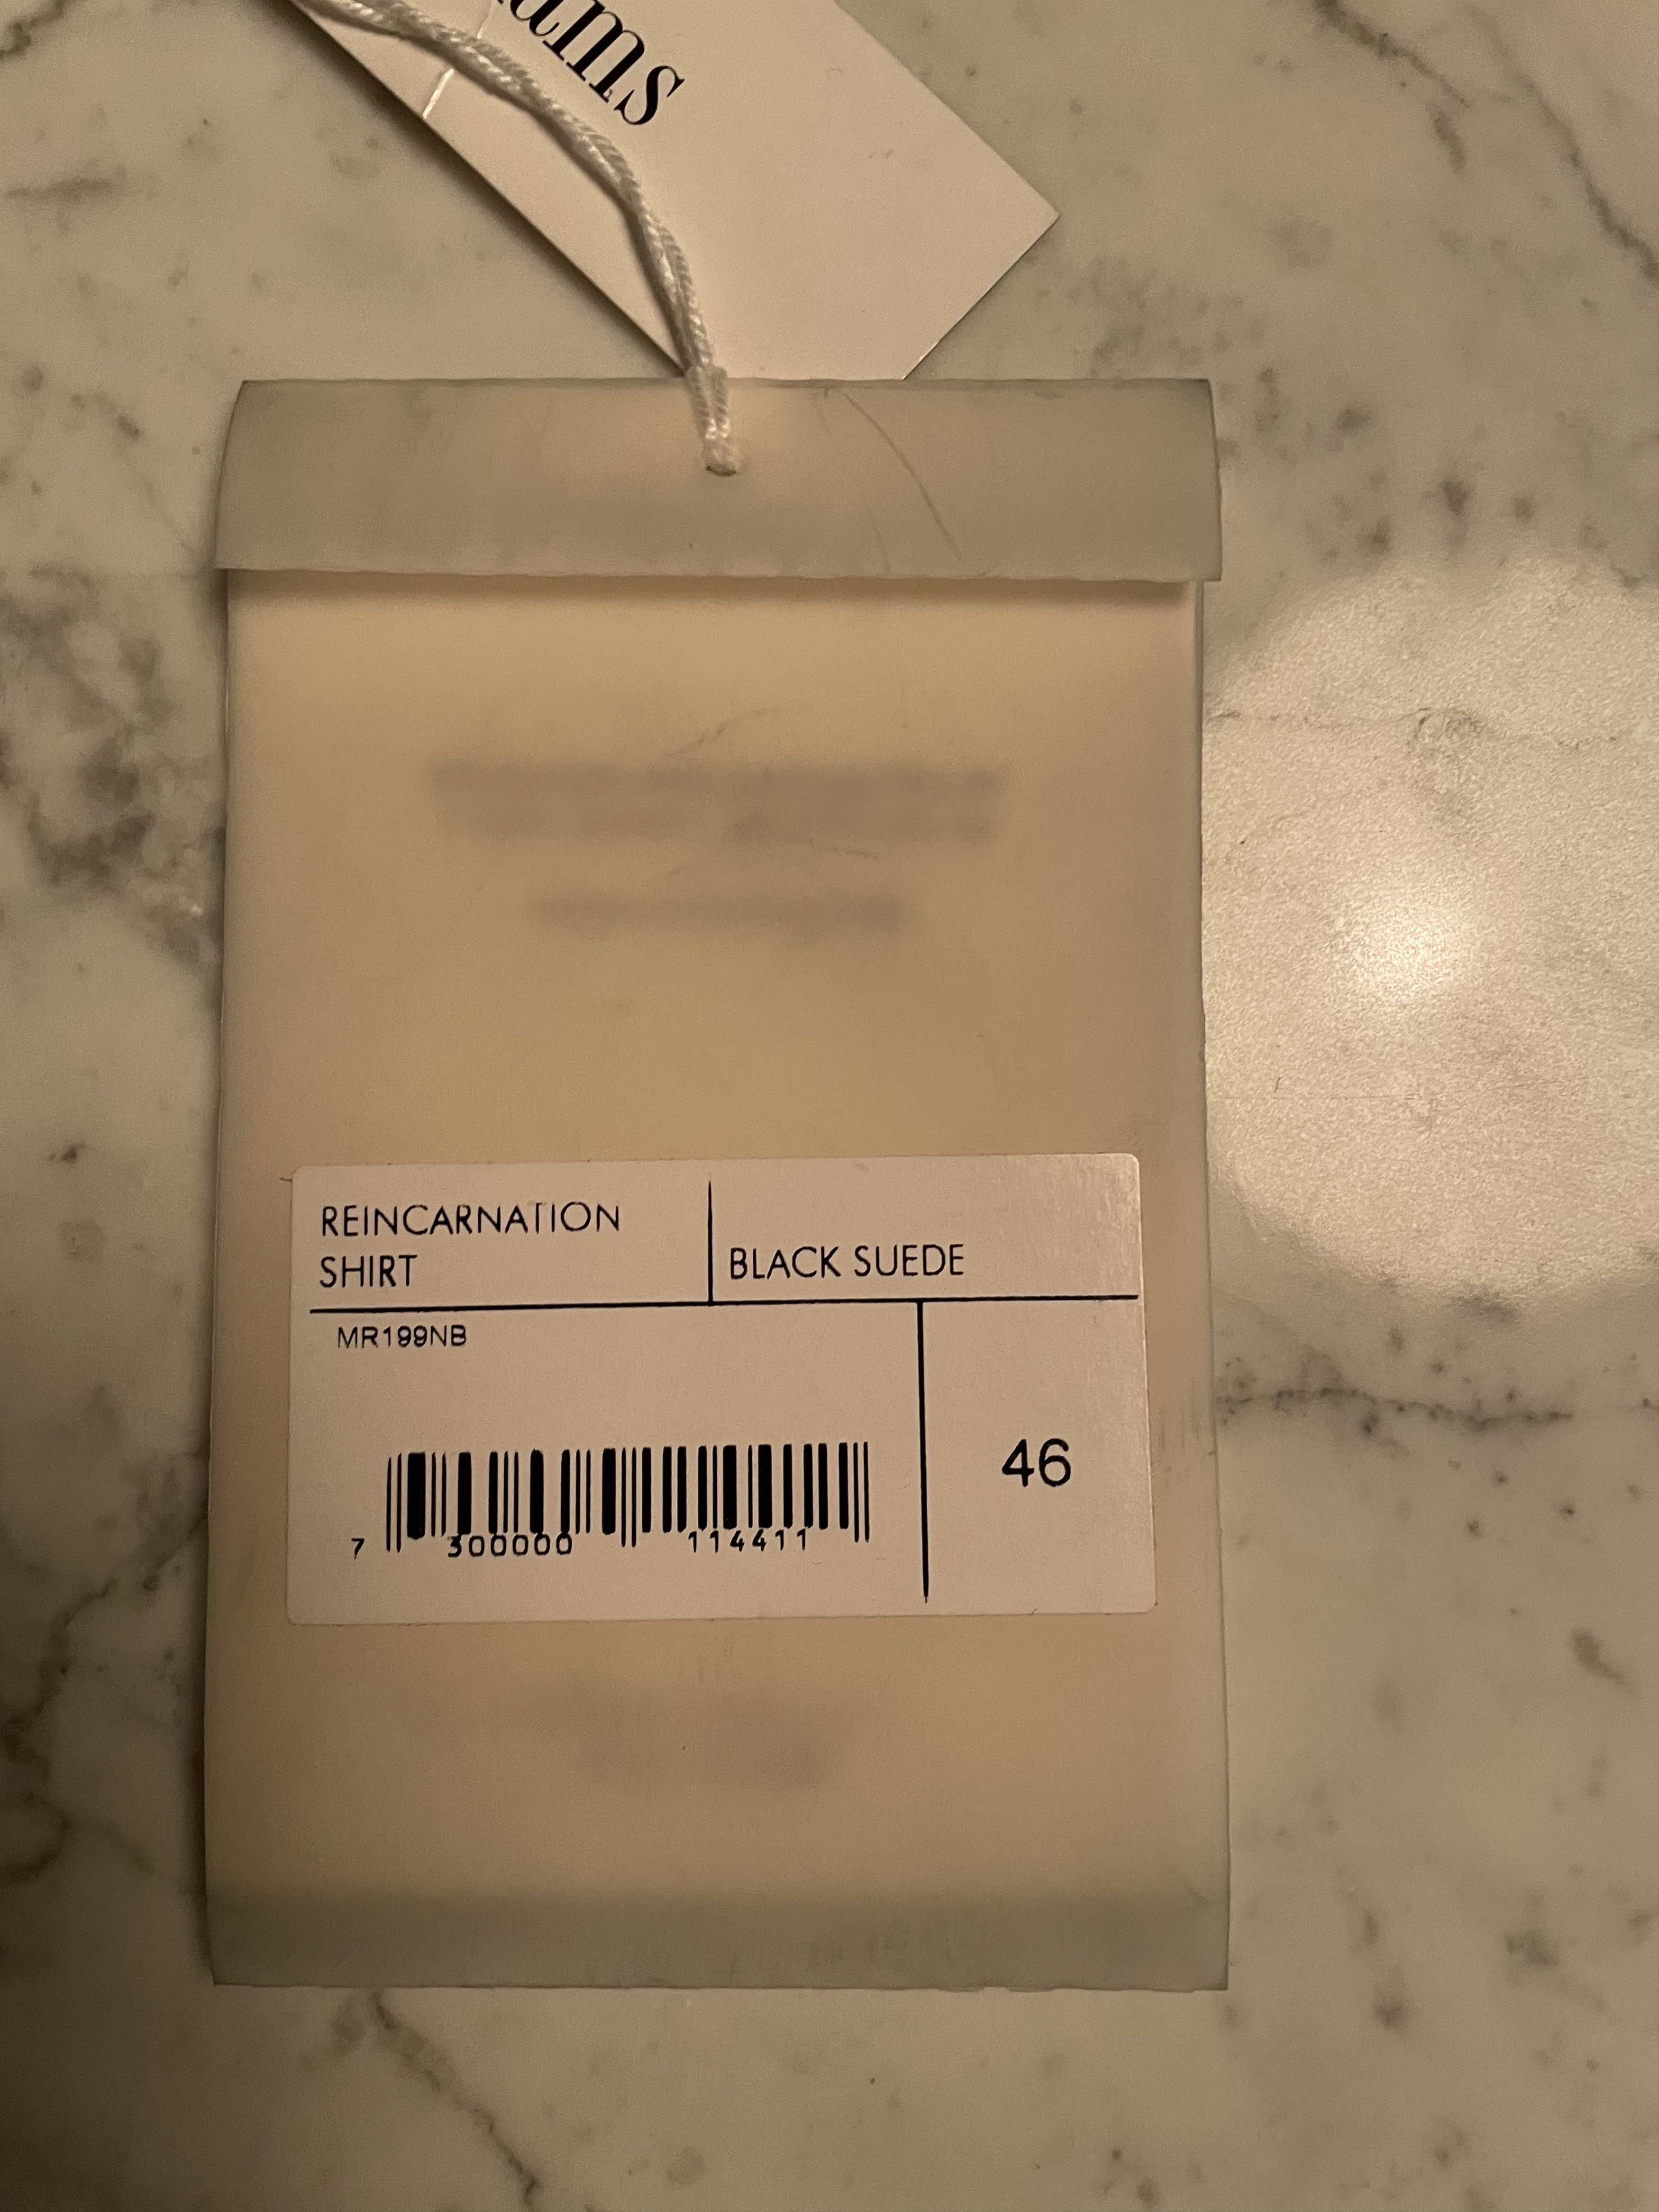 REINCARNATION
SHIRT
BLACK SUEDE
MR199NB
46
7 300000 114411